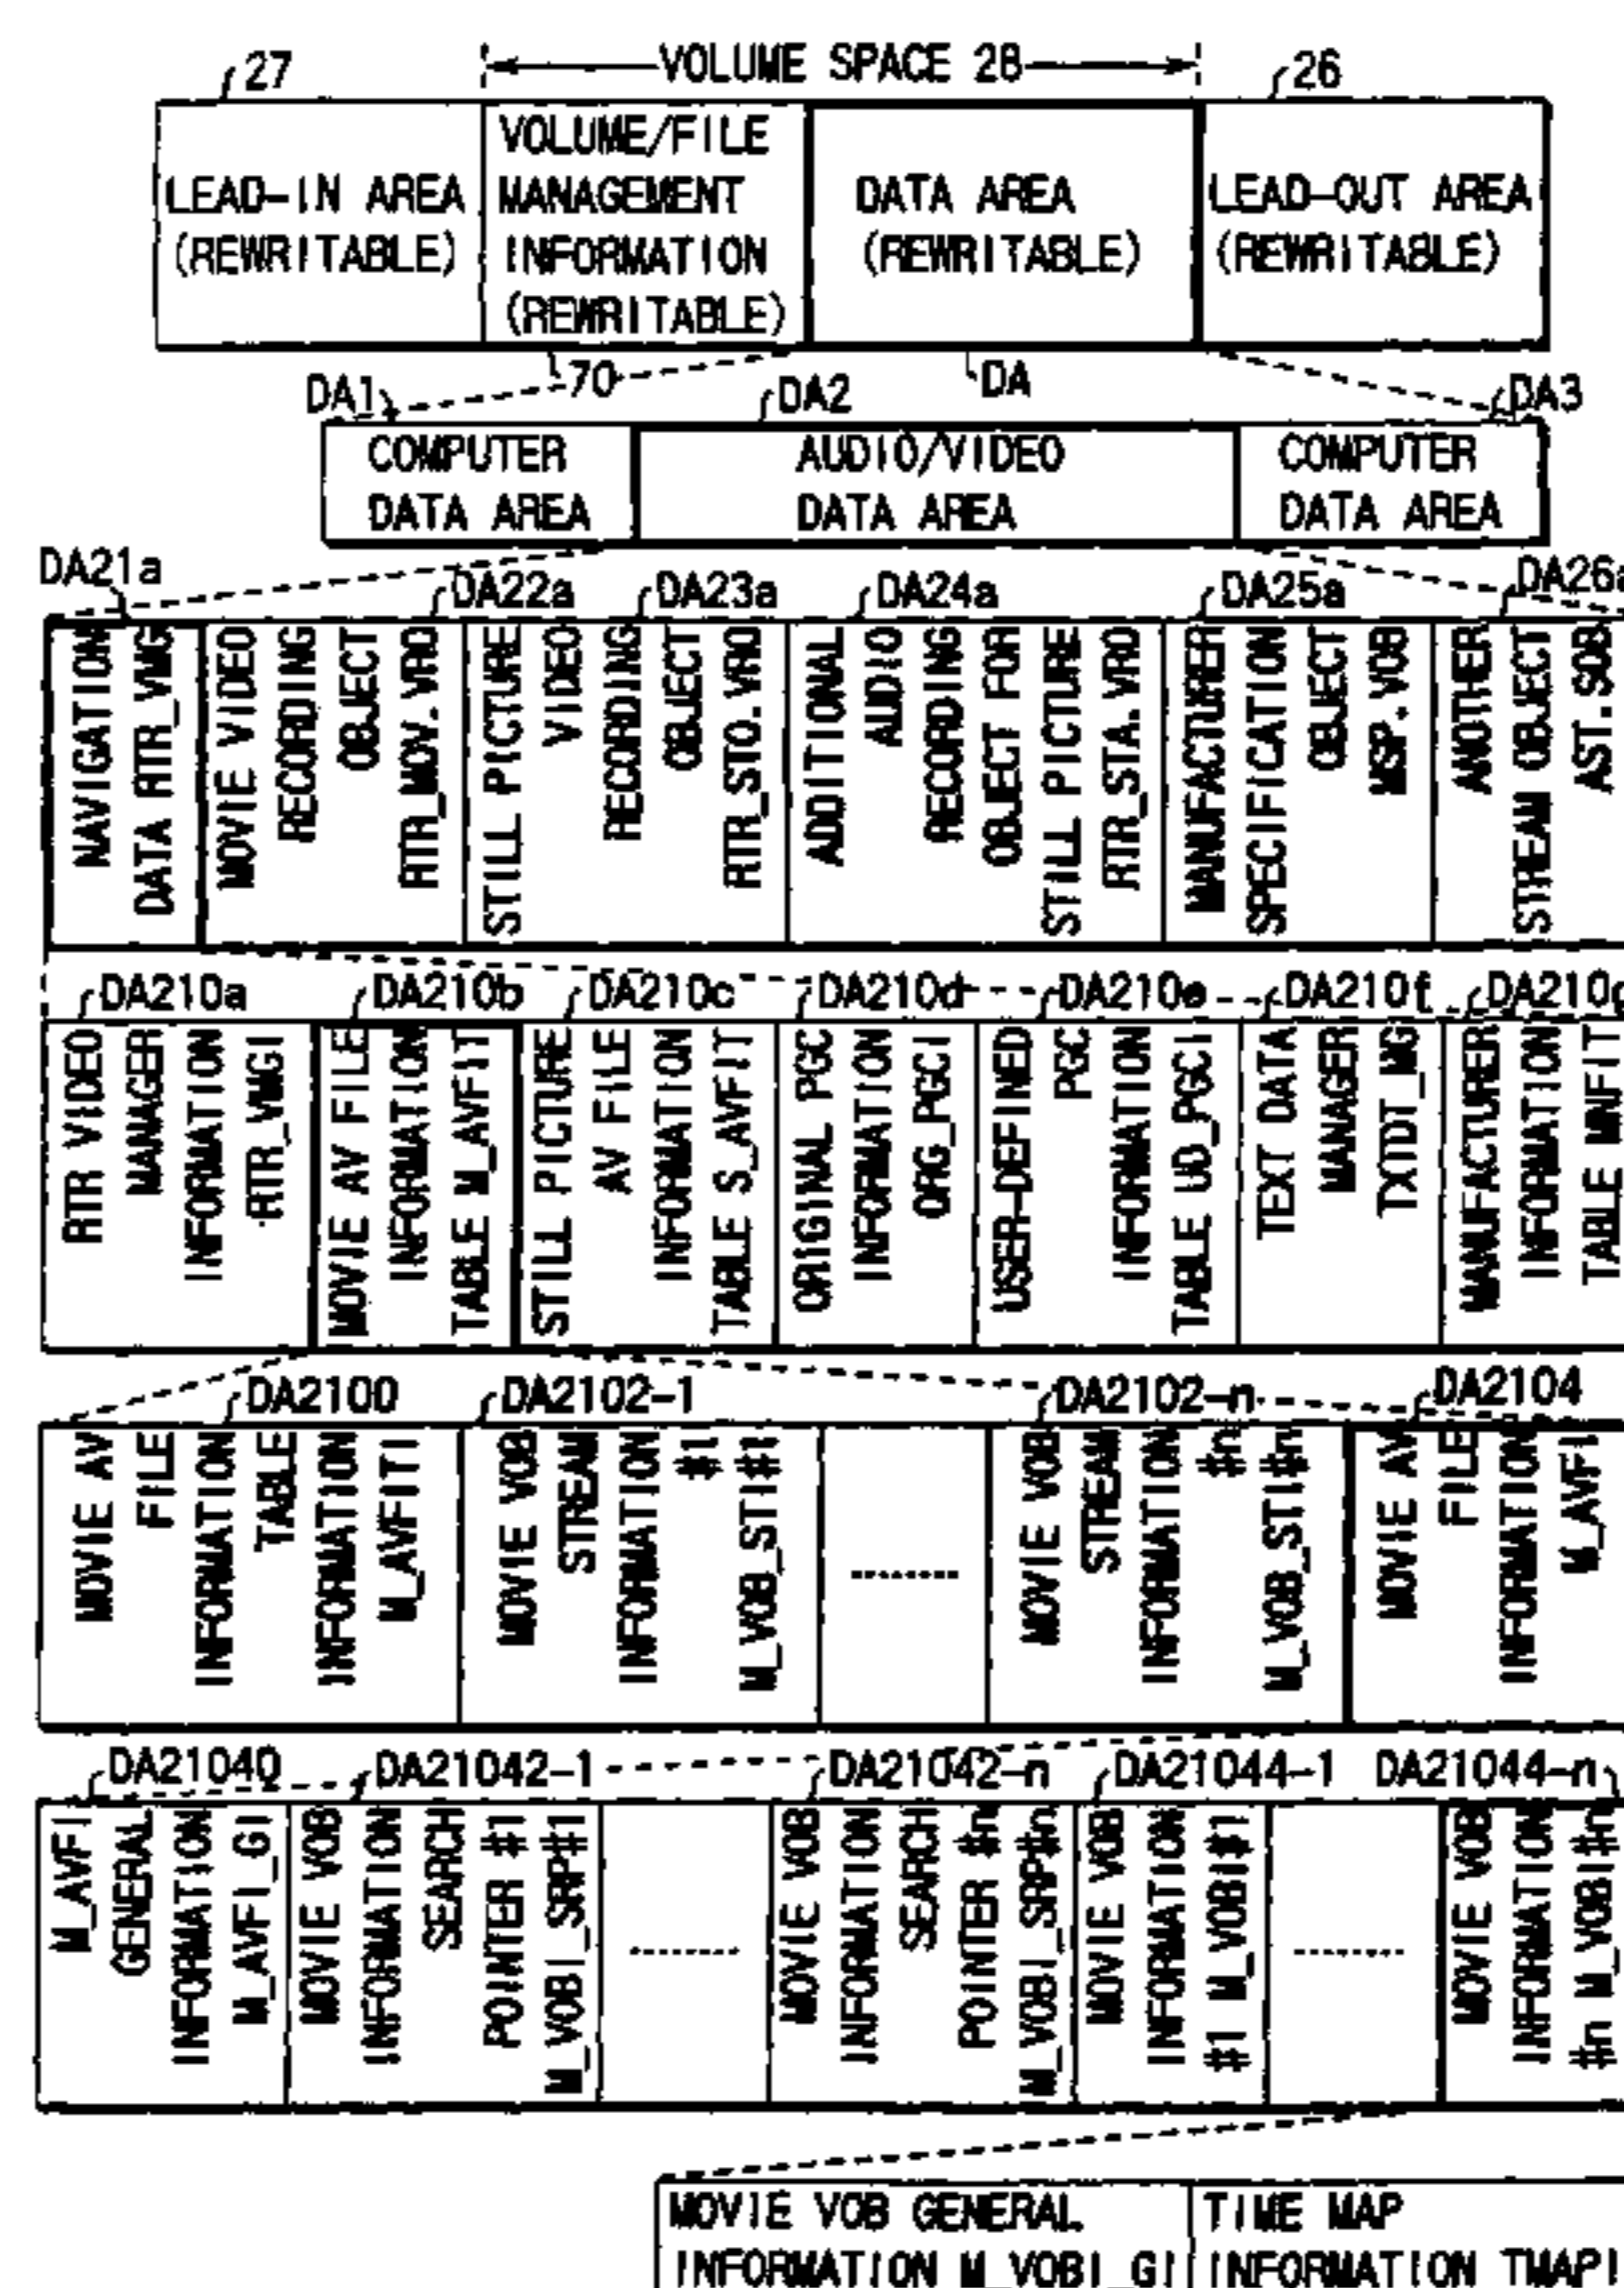 27
VOLUME SPACE 28
26
LEAD-IN AREA
(REWRITABLE)
VOLUME/FILE
MANAGEMENT
INFORMATION
(REWRITABLE)
DATA AREA
(REWRITABLE)
LEAD-OUT AREA
(REWRITABLE)
70
DA
DA1
DA2
DA3
COMPUTER
DATA AREA
AUDIO/VIDEO
DATA AREA
COMPUTER
DATA AREA
DA21a
DA22a
DA23a
DA24a
DA25a
DA26a
NAVIGATION
DATA RTR_VMG
MOVIE VIDEO
RECORDING
OBJECT
RTR_MOV.VRO
STILL PICTURE
VIDEO
RECORDING
OBJECT
RTR_STO.VRO
ADDITIONAL
AUDIO
RECORDING
OBJECT FOR
STILL PICTURE
RTR_STA.VRO
MANUFACTURER
SPECIFICATION
OBJECT
MSP.VOB
ANOTHER
STREAM OBJECT
AST.SOB
DA210a
DA210b
DA210c
DA210d
DA210e
DA210f
DA210g
RTR VIDEO
MANAGER
INFORMATION
RTR_VMGI
MOVIE AV FILE
INFORMATION
TABLE M_AVFIT
STILL PICTURE
AV FILE
INFORMATION
TABLE S_AVFIT
ORIGINAL PGC
INFORMATION
ORG_PGCI
USER-DEFINED
PGC
INFORMATION
TABLE UD_PGCI
TEXT DATA
MANAGER
TXTDT_MG
MANUFACTURER
INFORMATION
TABLE MNFIT
DA2100
DA2102-1
DA2102-n
DA2104
MOVIE AV
FILE
INFORMATION
TABLE
INFORMATION
M_AVFITI
MOVIE VOB
STREAM
INFORMATION
#1
M_VOB_STI#1
........
MOVIE VOB
STREAM
INFORMATION
#n
M_VOB_STI#n
MOVIE AV
FILE
INFORMATION
M_AVFI
DA21040
DA21042-1
DA21042-n
DA21044-1
DA21044-n
M_AVFI
GENERAL
INFORMATION
M_AVFI_GI
MOVIE VOB
INFORMATION
SEARCH
POINTER #1
M_VOBI_SRP#1
........
MOVIE VOB
INFORMATION
SEARCH
POINTER #n
M_VOBI_SRP#n
MOVIE VOB
INFORMATION
#1 M_VOBI#1
........
MOVIE VOB
INFORMATION
#n M_VOBI#n
MOVIE VOB GENERAL
INFORMATION M_VOBI_GI
TIME MAP
INFORMATION TMAPI